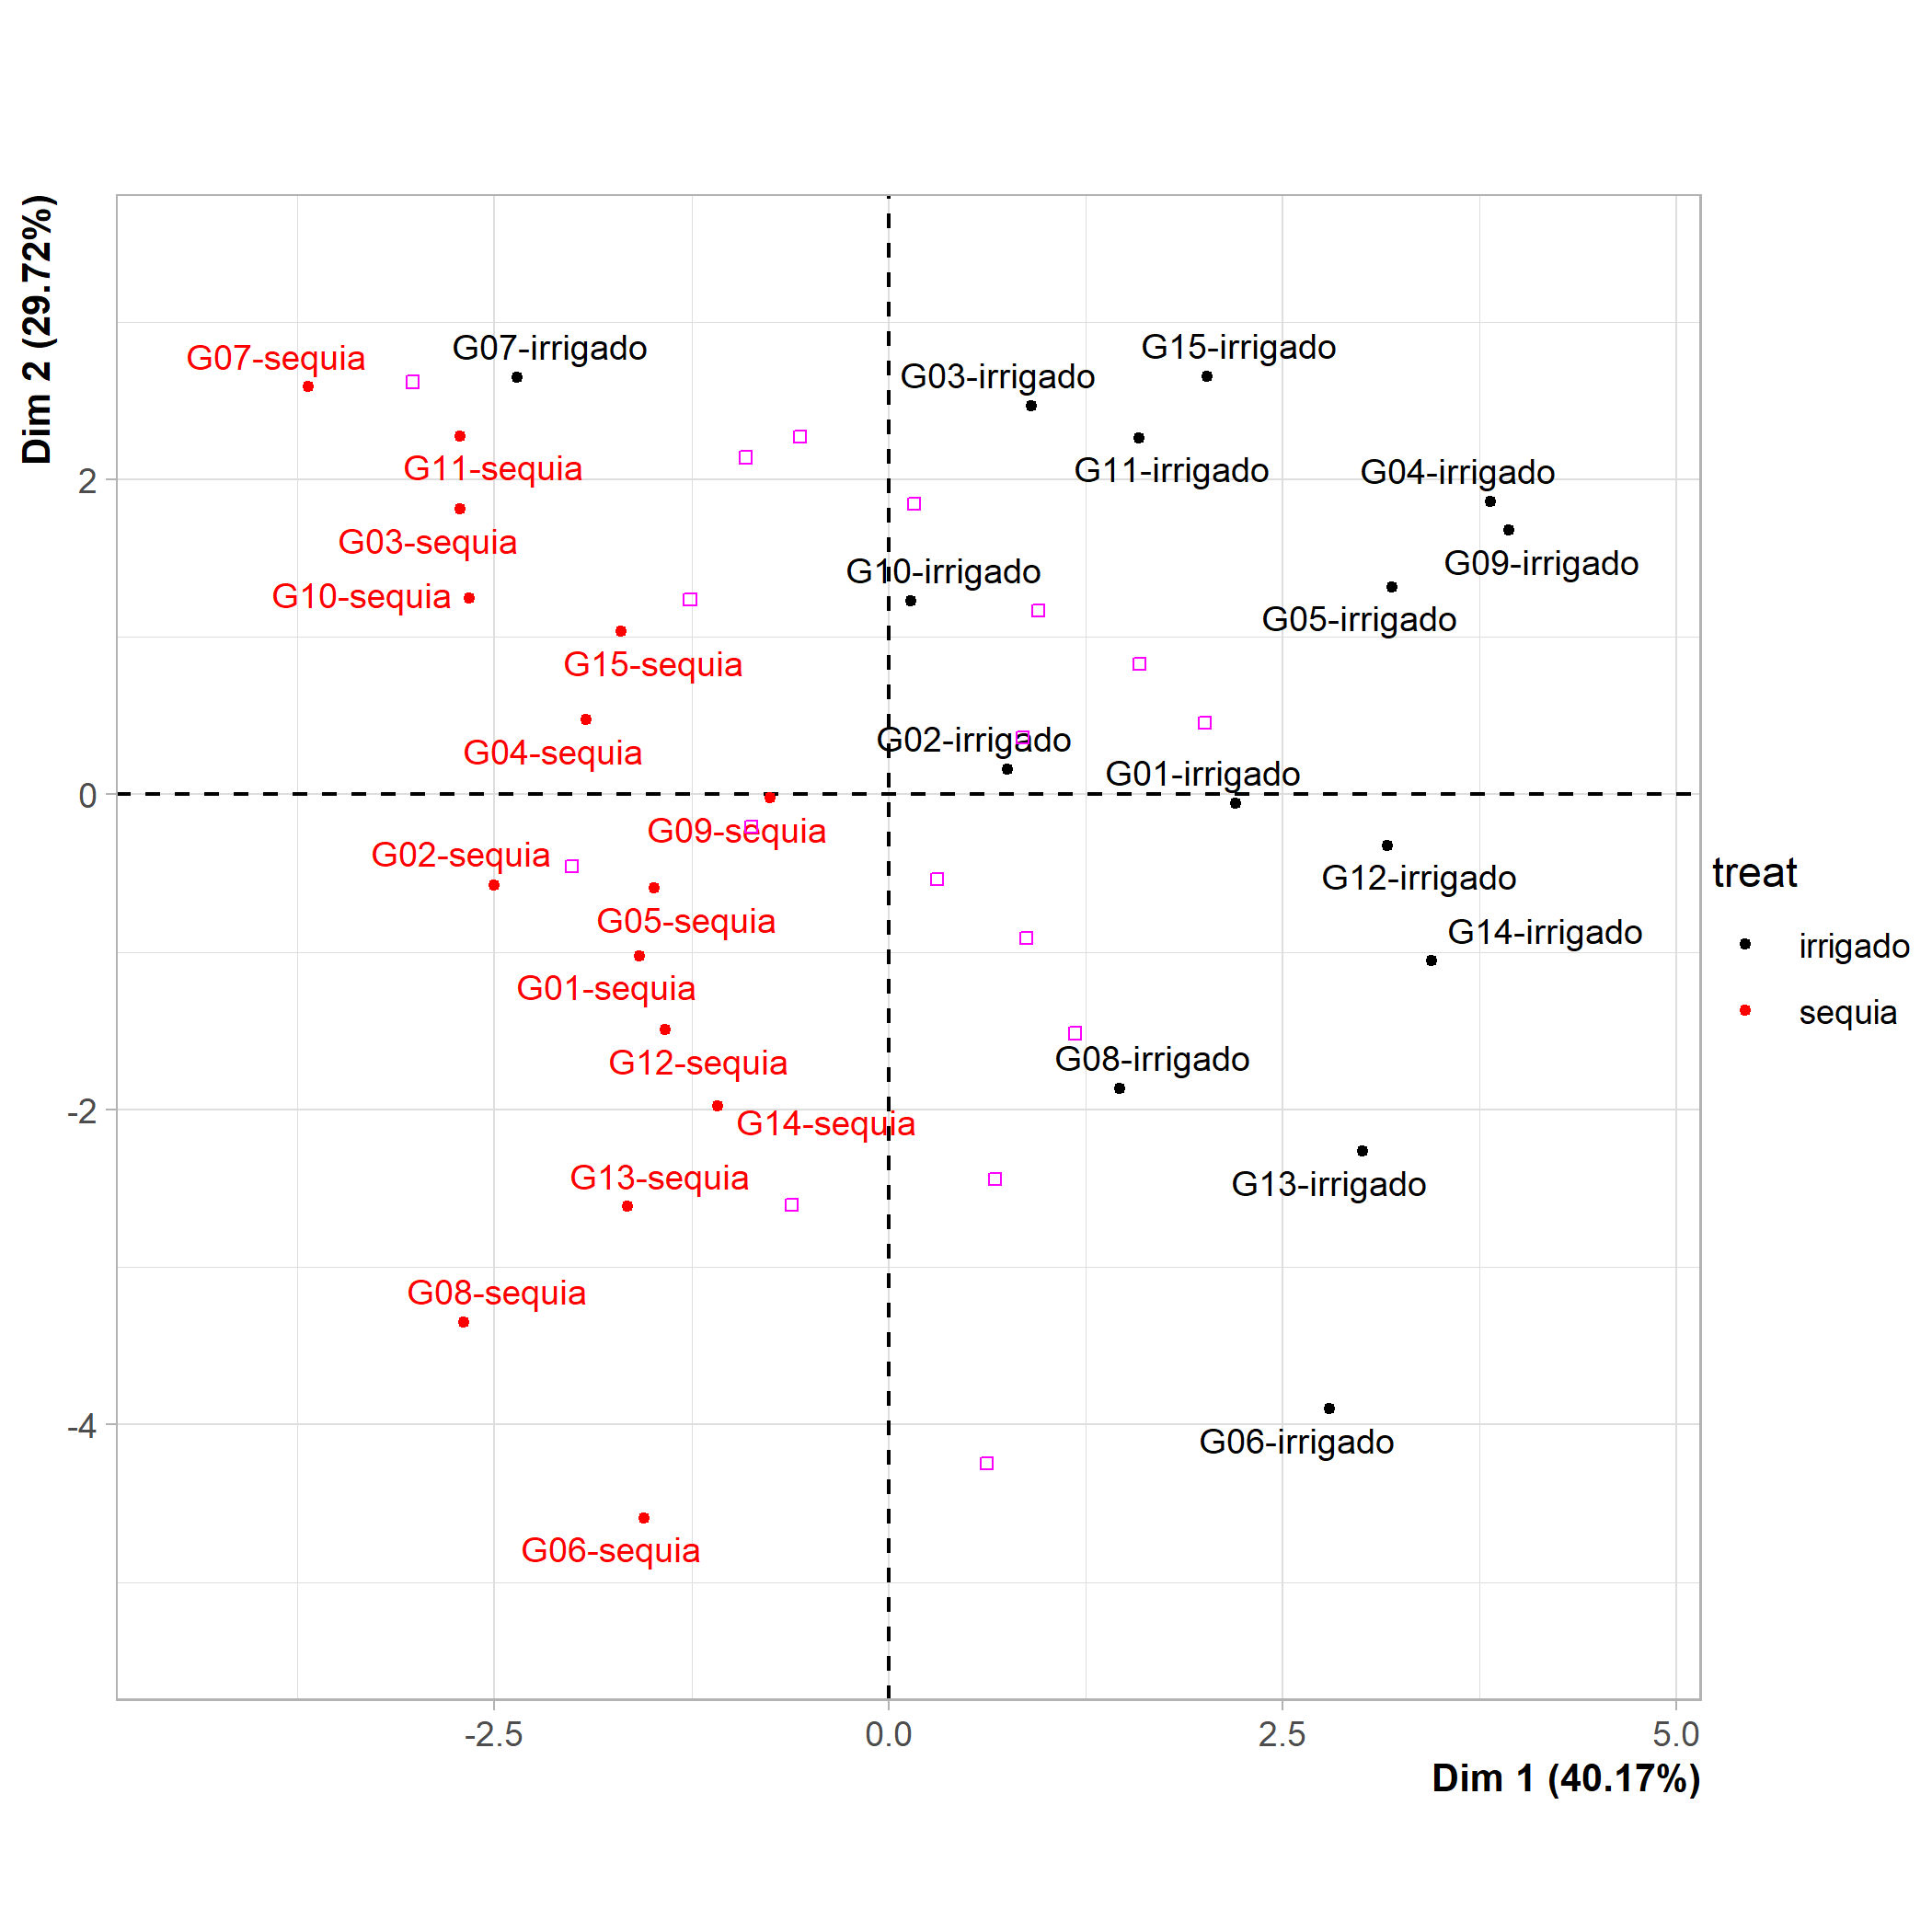 Dim 2 (29.72%)
G07-sequia
G07-irrigado
G15-irrigado
G03-irrigado
G11-sequia
G11-irrigado
G04-irrigado
G03-sequia
G09-irrigado
G10-irrigado
G10-sequia
G05-irrigado
G15-sequia
G02-irrigado
G04-sequia
G01-irrigado
G09-sequia
G02-sequia
G12-irrigado
G05-sequia
G14-irrigado
G01-sequia
G12-sequia
G08-irrigado
G14-sequia
G13-sequia
G13-irrigado
G08-sequia
G06-irrigado
G06-sequia
2
0
-2
-4
-2.5
0.0
2.5
5.0
Dim 1 (40.17%)
treat
irrigado
sequia